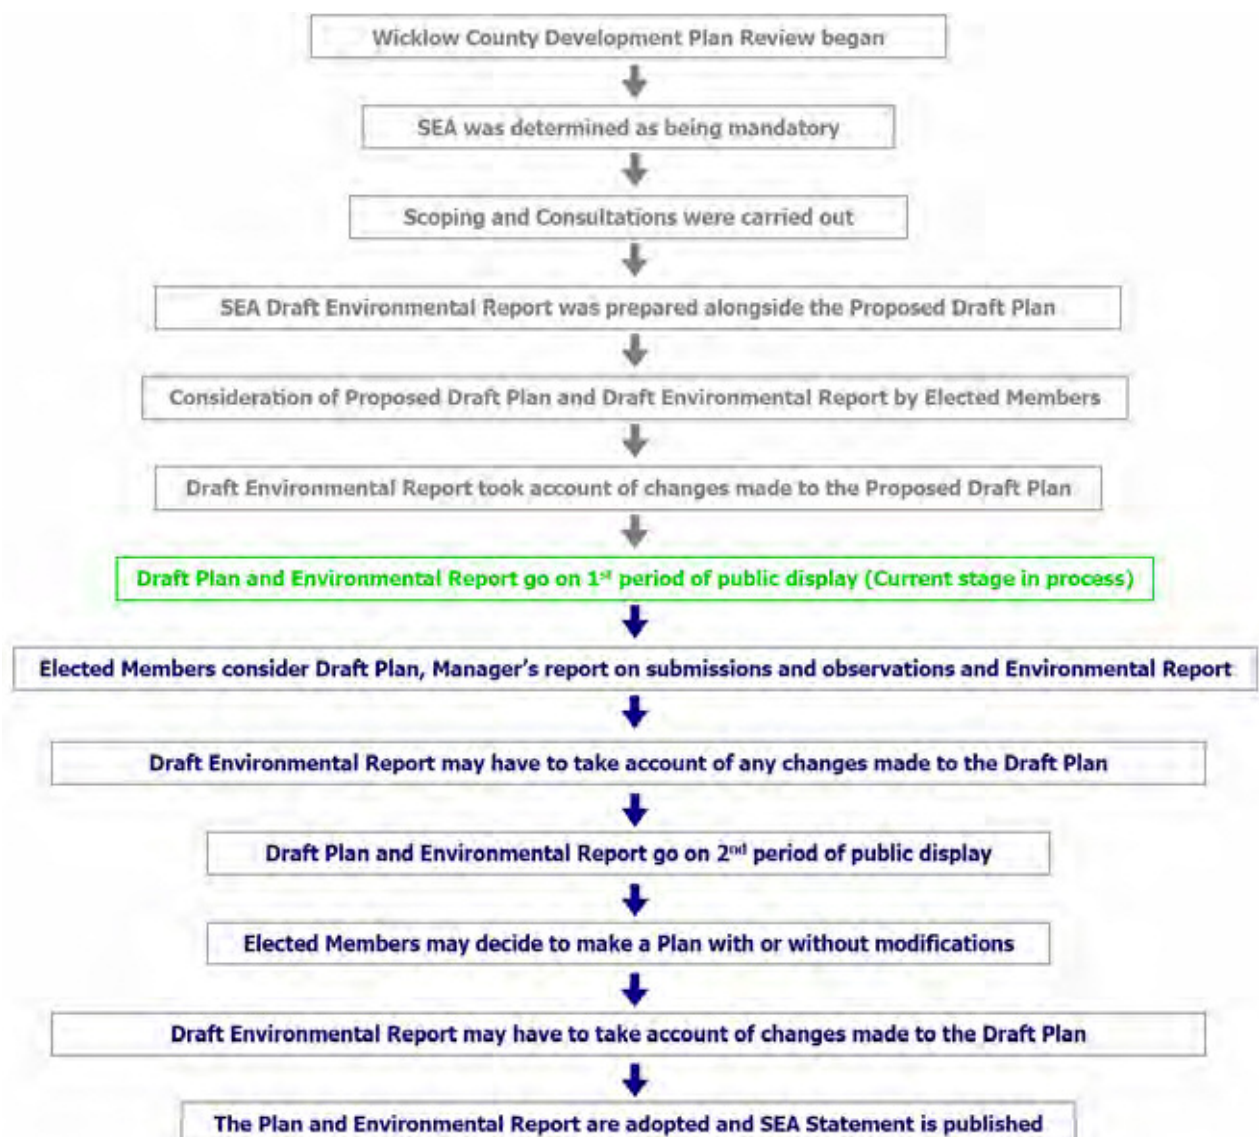 Wicklow County Development Plan Review began
SEA was determined as being mandatory
Scoping and Consultations were carried out
SEA Draft Environmental Report was prepared alongside the Proposed Draft Plan
Consideration of Proposed Draft Plan and Draft Environmental Report by Elected Members
Draft Environmental Report took account of changes made to the Proposed Draft Plan
Draft Plan and Environmental Report go on 1st period of public display (Current stage in process)
Elected Members consider Draft Plan, Manager's report on submissions and observations and Environmental Report
Draft Environmental Report may have to take account of any changes made to the Draft Plan
Draft Plan and Environmental Report go on 2nd period of public display
Elected Members may decide to make a Plan with or without modifications
Draft Environmental Report may have to take account of changes made to the Draft Plan
The Plan and Environmental Report are adopted and SEA Statement is published